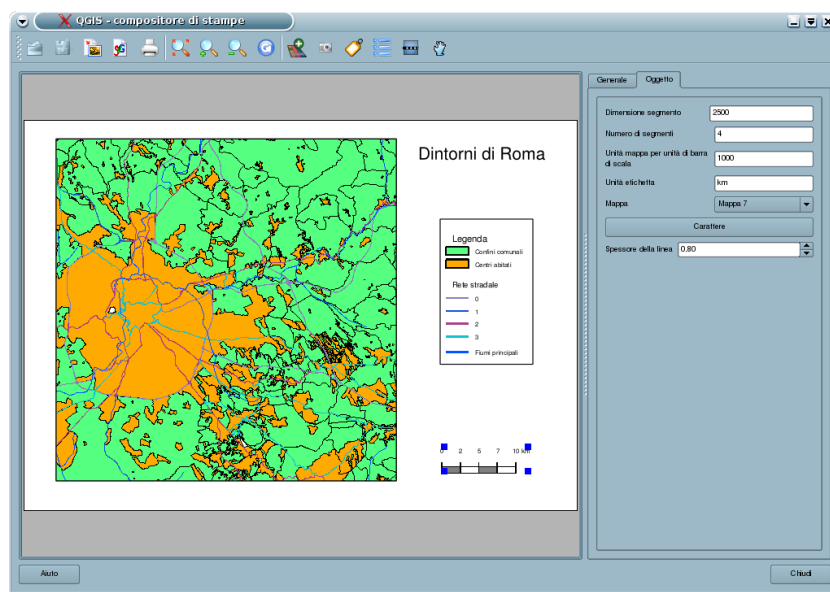 QGIS - compositore di stampe
Generale
Oggetto
Dintorni di Roma
Legenda
Confini comunali
Centri abitati
Rete stradale
0
1
2
3
Fiumi principali
0 2 5 7 10 km
Dimensione segmento
2500
Numero di segmenti
4
Unità mappa per unità di barra
di scala
1000
Unità etichetta
km
Mappa
Mappa 7
Carattere
Spessore della linea
0.80
Aiuto
Chiudi